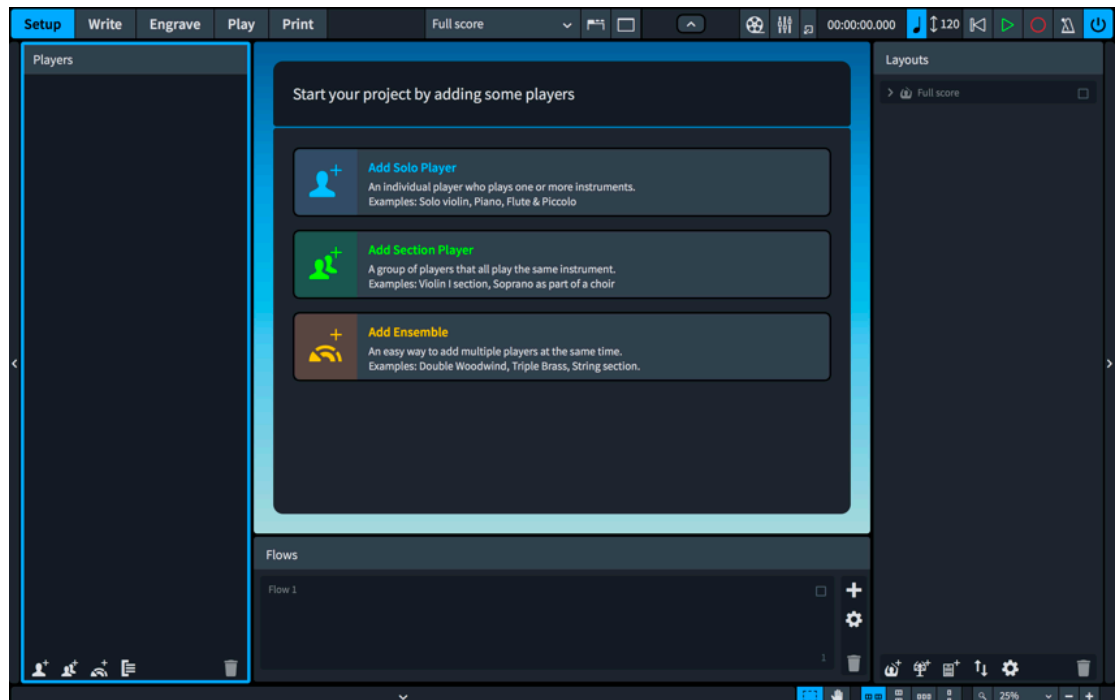 Setup Write Engrave Play Print Full score 00:00:00.000 120
Players
Start your project by adding some players
Add Solo Player
An individual player who plays one or more instruments.
Examples: Solo violin, Piano, Flute & Piccolo
Add Section Player
A group of players that all play the same instrument.
Examples: Violin I section, Soprano as part of a choir
Add Ensemble
An easy way to add multiple players at the same time.
Examples: Double Woodwind, Triple Brass, String section.
Flows
Flow 1
1
Layouts
Full score
25%